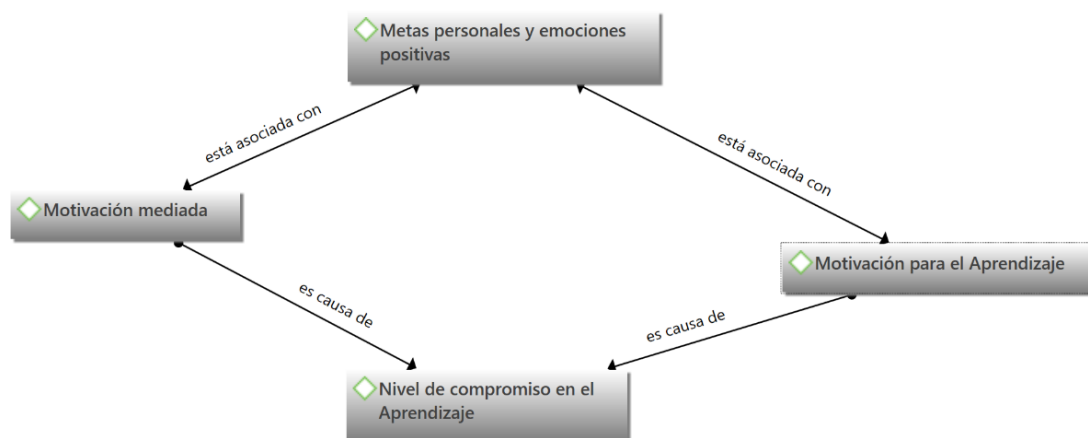 Metas personales y emociones
positivas
está asociada con
está asociada con
Motivación mediada
Motivación para el Aprendizaje
es causa de
es causa de
Nivel de compromiso en el
Aprendizaje